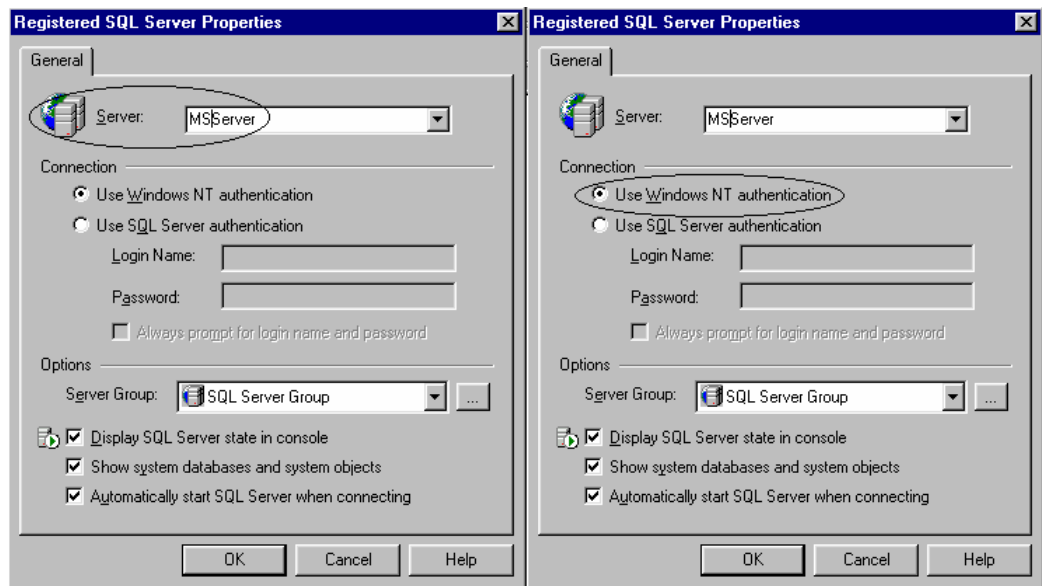 Registered SQL Server Properties
General
Server: MSServer
Connection
Use Windows NT authentication
Use SQL Server authentication
Login Name:
Password:
Always prompt for login name and password
Options
Server Group: SQL Server Group ...
Display SQL Server state in console
Show system databases and system objects
Automatically start SQL Server when connecting
OK Cancel Help
Registered SQL Server Properties
General
Server: MSServer
Connection
Use Windows NT authentication
Use SQL Server authentication
Login Name:
Password:
Always prompt for login name and password
Options
Server Group: SQL Server Group ...
Display SQL Server state in console
Show system databases and system objects
Automatically start SQL Server when connecting
OK Cancel Help